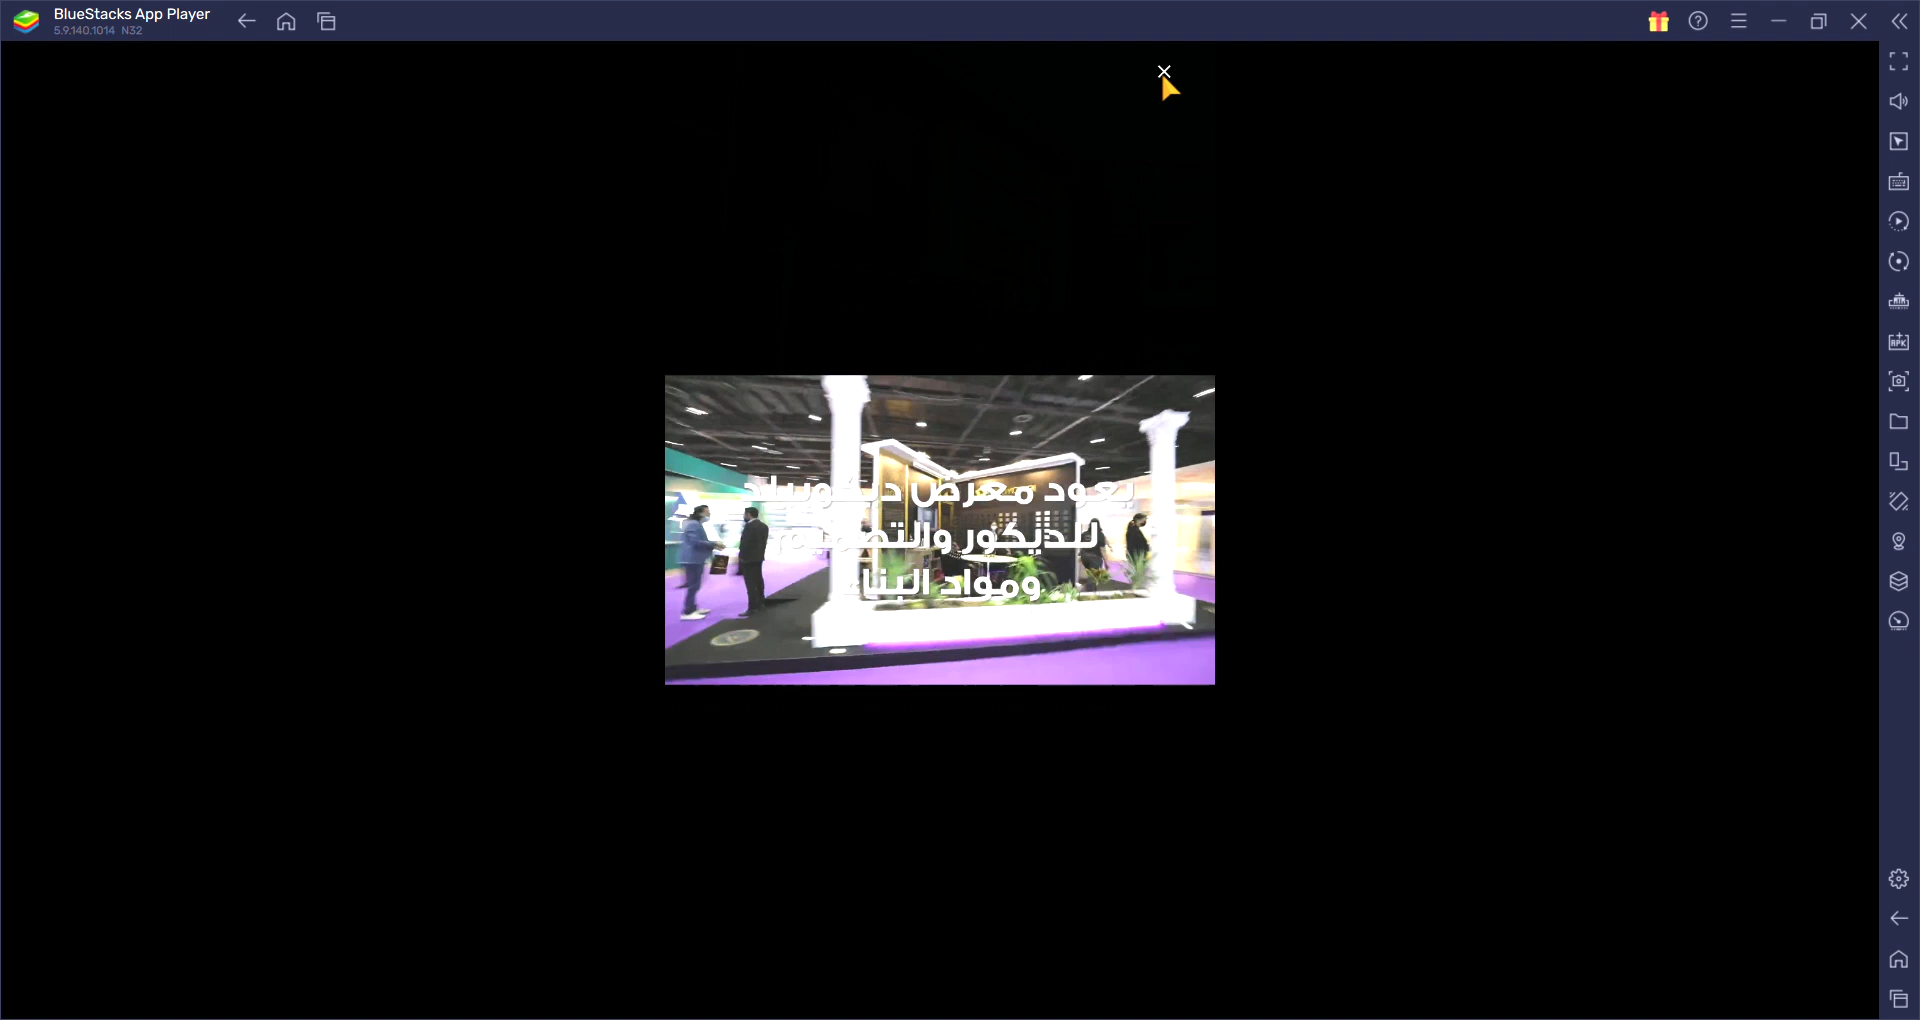 BlueStacks App Player
5.9.140.1014 N32
يعود معرض ديكوبيلد
للديكور والتصميم
ومواد البناء